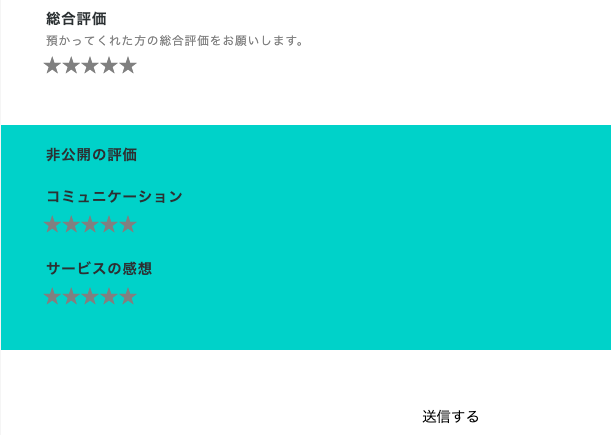 総合評価
預かってくれた方の総合評価をお願いします。
★★★★★
非公開の評価
コミュニケーション
★★★★★
サービスの感想
★★★★★
送信する